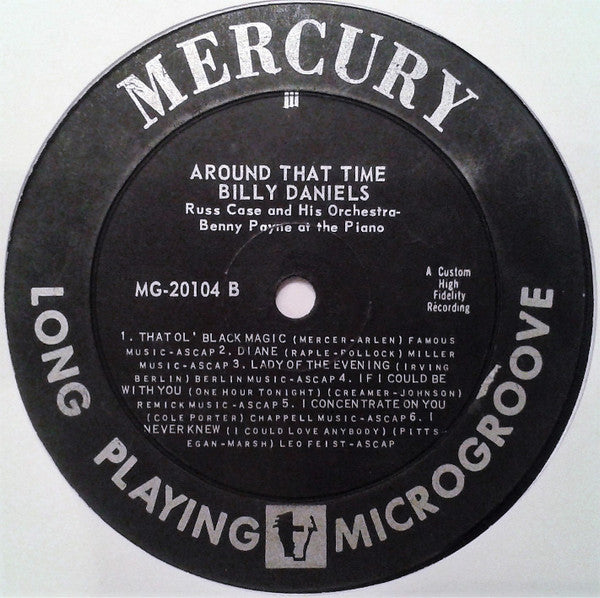 MERCURY
AROUND THAT TIME
BILLY DANIELS
Russ Case and His Orchestra-
Benny Payne at the Piano
MG-20104 B
A Custom
High
Fidelity
Recording
1. THAT OL' BLACK MAGIC (MERCER-ARLEN) FAMOUS
MUSIC-ASCAP 2. DIANE (RAPLE-POLLOCK) MILLER
MUSIC-ASCAP 3. LADY OF THE EVENING (IRVING
BERLIN) BERLIN MUSIC-ASCAP 4. IF I COULD BE
WITH YOU (ONE HOUR TONIGHT) (CREAMER-JOHNSON)
REMICK MUSIC-ASCAP 5. I CONCENTRATE ON YOU
(COLE PORTER) CHAPPELL MUSIC-ASCAP 6. I
NEVER KNEW (I COULD LOVE ANYBODY) (PITTS-
EGAN-MARSH) LEO FEIST-ASCAP
LONG PLAYING MICROGROOVE